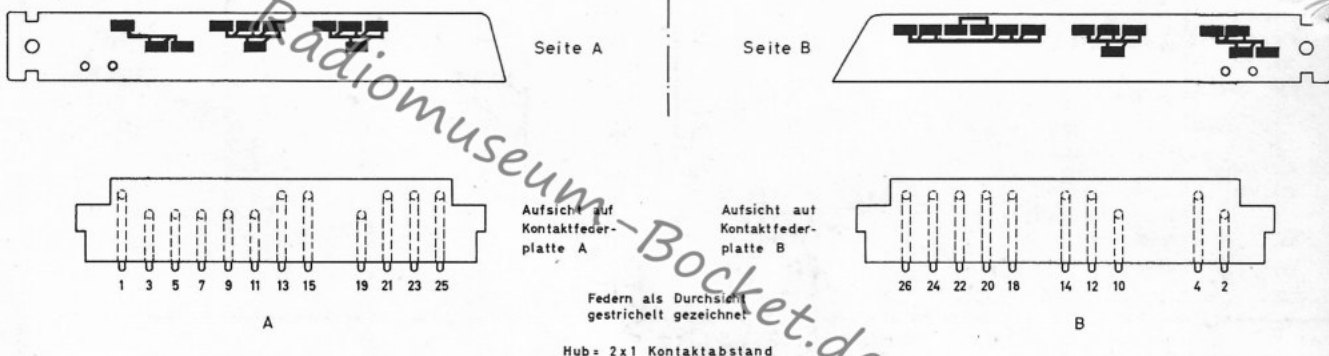 Seite A
Seite B
Aufsicht auf
Kontaktfeder-
platte A
Aufsicht auf
Kontaktfeder-
platte B
1 3 5 7 9 11 13 15 19 21 23 25
26 24 22 20 18 14 12 10 4 2
A
B
Federn als Durchsicht
gestrichelt gezeichnet
Hub= 2x1 Kontaktabstand
Radiomuseum-Bocket.de